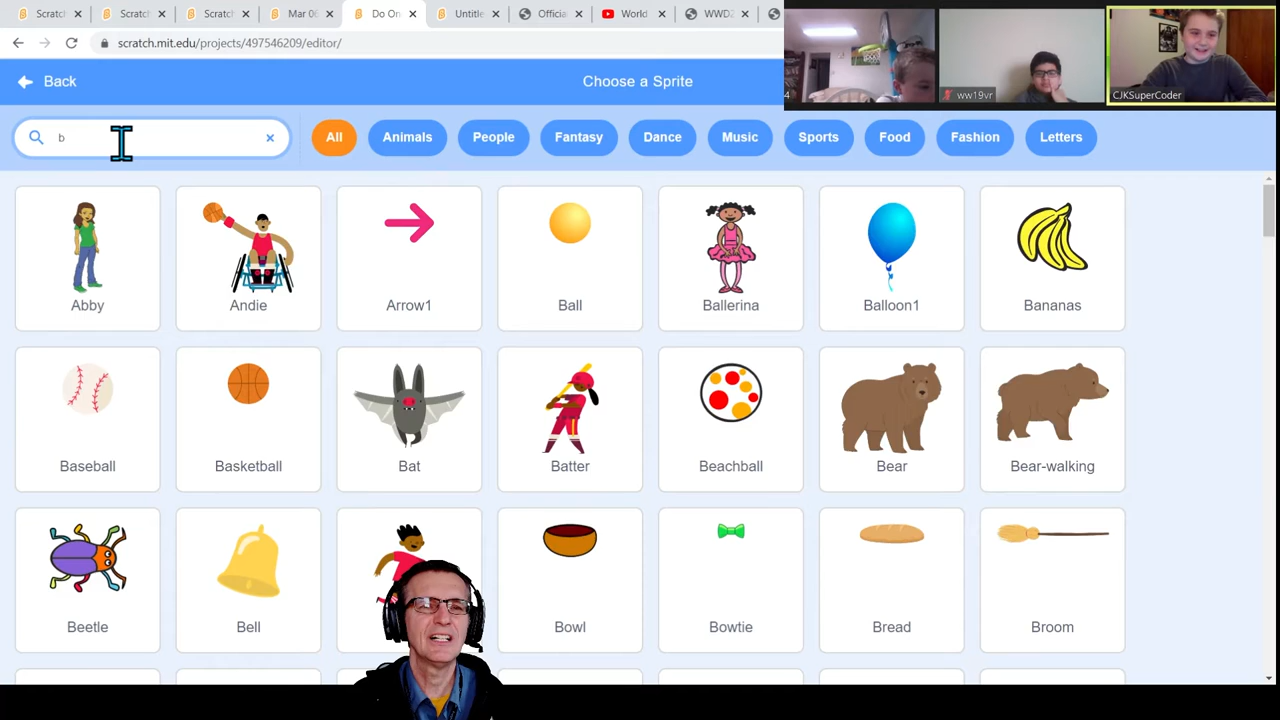 Scratch
Scratch
Scratch
Mar 06
Do On
Untitle
Officia
World
WWD2
scratch.mit.edu/projects/497546209/editor/
4
ww19vr
CJKSuperCoder
Back
Choose a Sprite
b
All
Animals
People
Fantasy
Dance
Music
Sports
Food
Fashion
Letters
Abby
Andie
Arrow1
Ball
Ballerina
Balloon1
Bananas
Baseball
Basketball
Bat
Batter
Beachball
Bear
Bear-walking
Beetle
Bell
Bowl
Bowtie
Bread
Broom